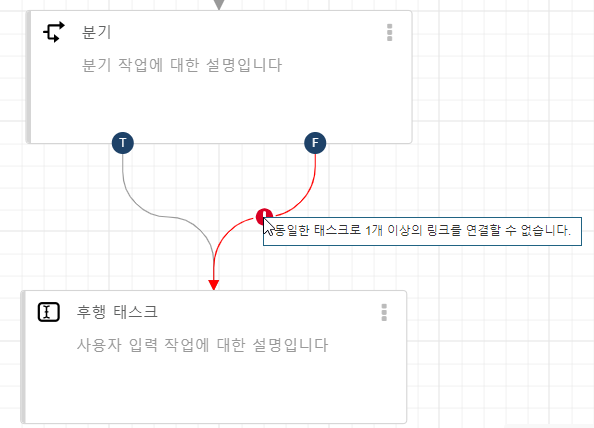 분기
분기 작업에 대한 설명입니다
T
F
동일한 태스크로 1개 이상의 링크를 연결할 수 없습니다.
후행 태스크
사용자 입력 작업에 대한 설명입니다